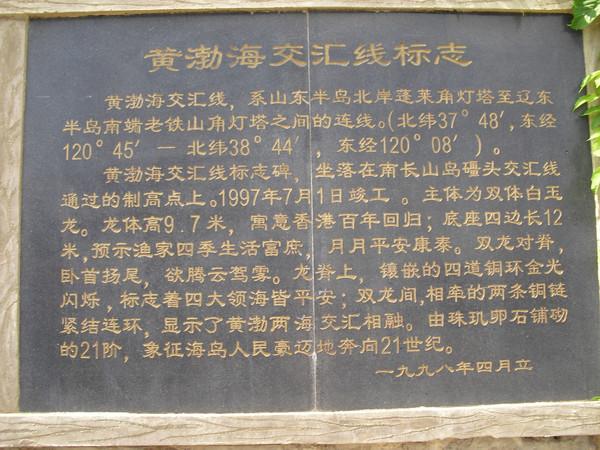 黄渤海交汇线标志
黄渤海交汇线，系山东半岛北岸蓬莱角灯塔至辽东
半岛南端老铁山角灯塔之间的连线。(北纬37°48′,东经
120°45′—北纬38°44′，东经120°08′)。
黄渤海交汇线标志碑，坐落在南长山岛礓头交汇线
通过的制高点上。1997年7月1日竣工。主体为双体白玉
龙。龙体高9.7米，寓意香港百年回归；底座四边长12
米，预示渔家四季生活富庶，月月平安康泰。双龙对脊，
卧首扬尾，欲腾云驾雾。龙脊上，镶嵌的四道铜环金光
闪烁，标志着四大领海皆平安；双龙间，相牵的两条铜链
紧结连环，显示了黄渤两海交汇相融。由珠玑卵石铺砌
的21阶，象征海岛人民豪迈地奔向21世纪。
一九九八年四月立